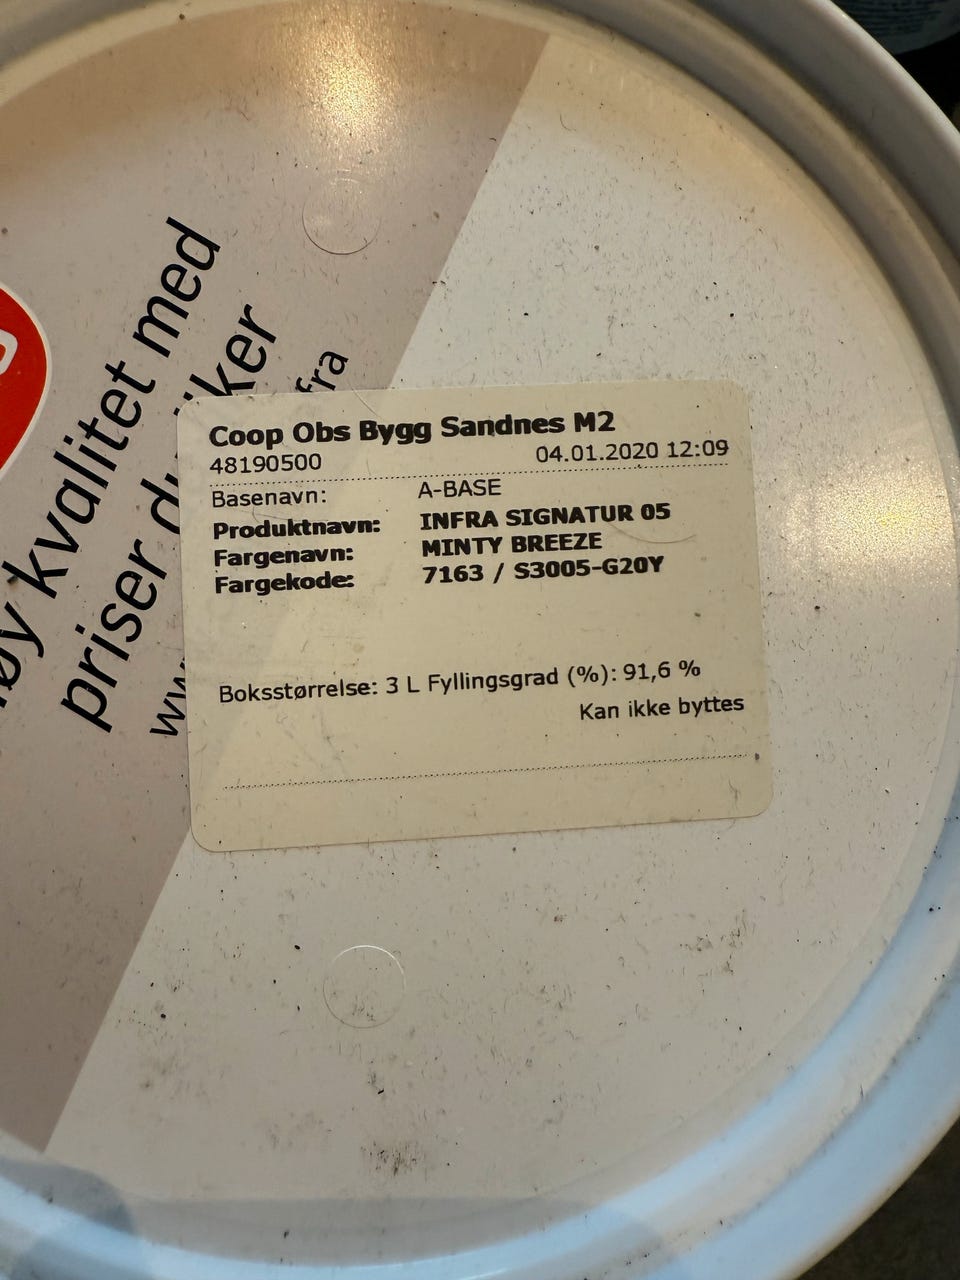 kvalitet med
priser
fra
Coop Obs Bygg Sandnes M2
48190500 04.01.2020 12:09
Basenavn: A-BASE
Produktnavn: INFRA SIGNATUR 05
Fargenavn: MINTY BREEZE
Fargekode: 7163 / S3005-G20Y
Boksstørrelse: 3 L Fyllingsgrad (%): 91,6 %
Kan ikke byttes